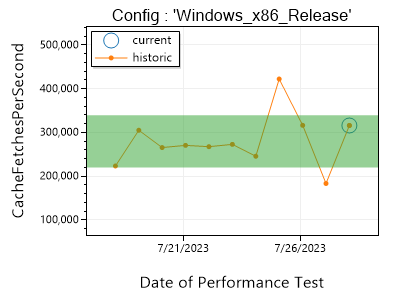 Config : 'Windows_x86_Release'
current
historic
500,000
400,000
300,000
200,000
100,000
CacheFetchesPerSecond
7/21/2023
7/26/2023
Date of Performance Test